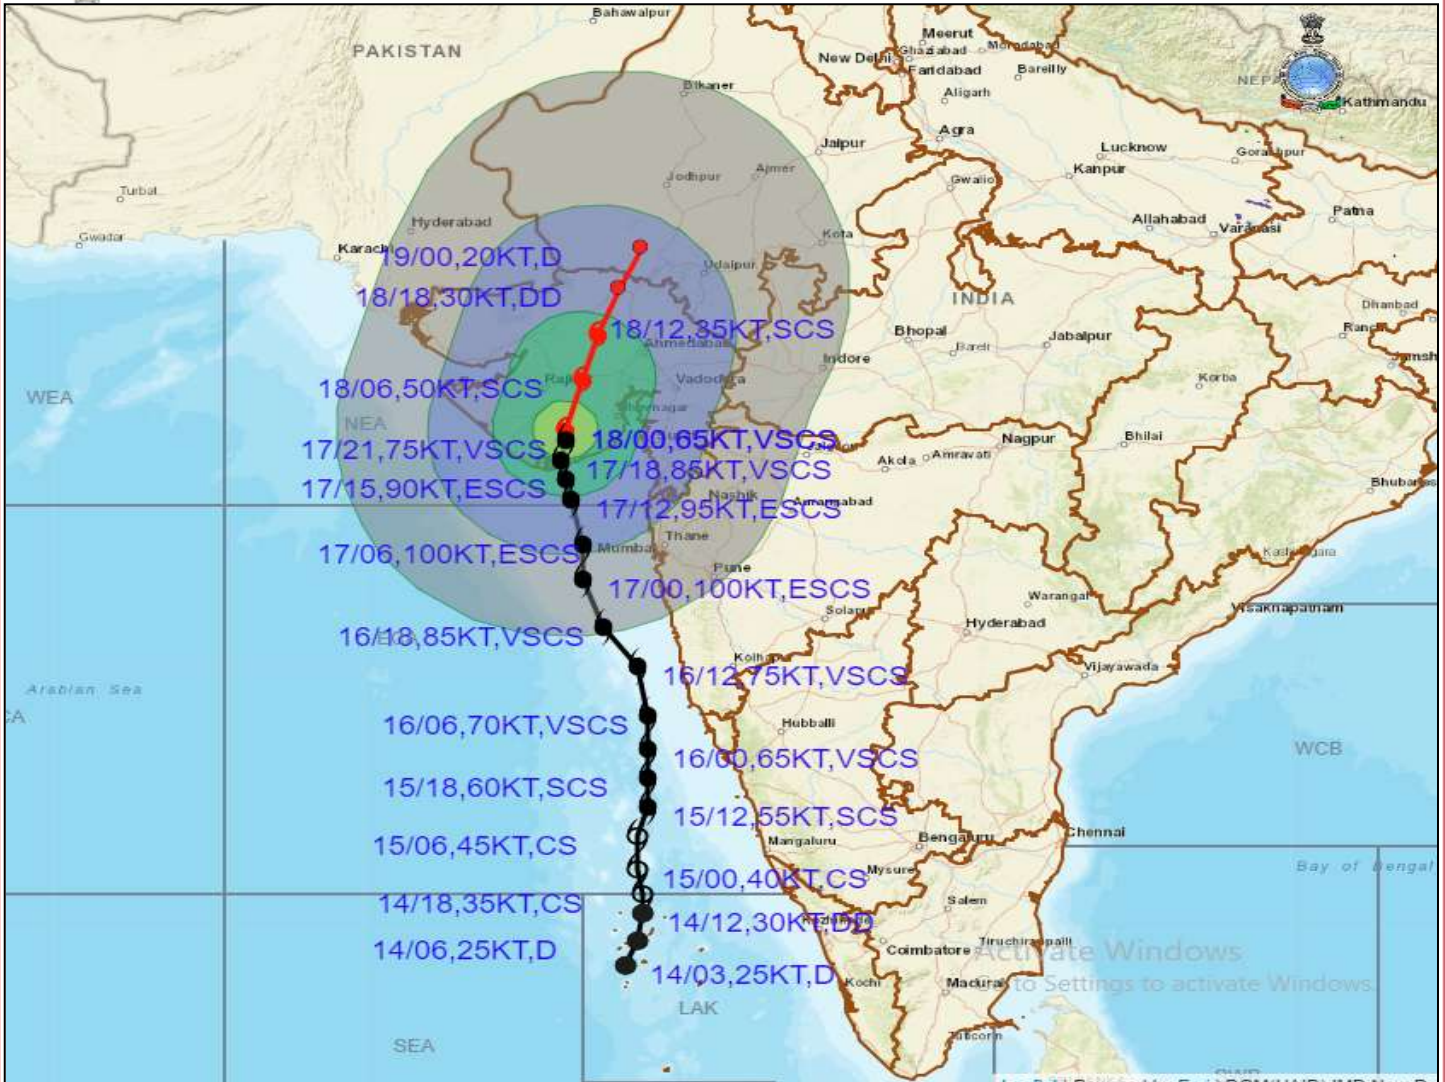 Bahawalpur
PAKISTAN
Meerut
New Delhi
Ghaziabad
Moradabad
Faridabad
Bareilly
Bikaner
Aligarh
Kathmandu
Agra
Jaipur
Lucknow
Kanpur
Ajmer
Jodhpur
Turbat
Hyderabad
Allahabad
Varanasi
Patna
Gwadar
Karachi
Kota
19/00,20KT,D
Udaipur
18/18,30KT,DD
INDIA
Dhanbad
18/12,35KT,SCS
Bhopal
Jabalpur
Bareli
Ahmedabad
Indore
18/06,50KT,SCS
Vadodra
Korba
WEA
NEA
18/00,65KT,VSCS
Nagpur
Bhilai
17/21,75KT,VSCS
Akola
Amravati
17/18,85KT,VSCS
17/15,90KT,ESCS
Nashik
17/12,95KT,ESCS
Thane
Mumbai
17/06,100KT,ESCS
Pune
17/00,100KT,ESCS
Warangal
Visakhapatnam
Hyderabad
16/18,85KT,VSCS
Vijayawada
16/12,75KT,VSCS
Arabian Sea
Hubballi
16/06,70KT,VSCS
16/00,65KT,VSCS
WCB
15/18,60KT,SCS
15/12,55KT,SCS
Mangaluru
Bengaluru
Chennai
15/06,45KT,CS
Bay of Bengal
Mysure
15/00,40KT,CS
Salem
14/18,35KT,CS
14/12,30KT,DD
Coimbatore
Tiruchirappalli
14/06,25KT,D
Activate Windows
14/03,25KT,D
Kochi
Madurai
Go to Settings to activate Windows.
LAK
SEA
Tuticorin